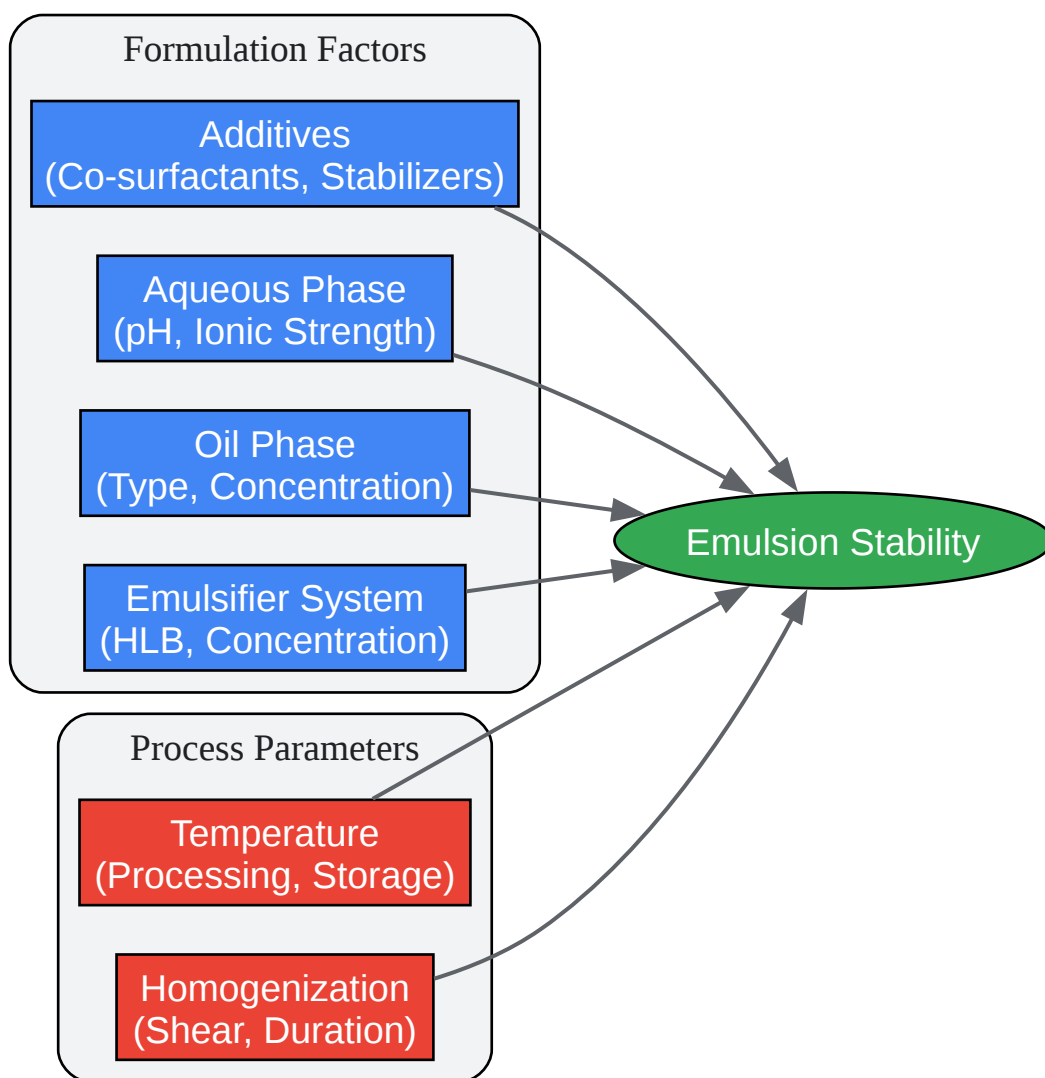 Formulation Factors
Additives
(Co-surfactants, Stabilizers)
Aqueous Phase
(pH, Ionic Strength)
Oil Phase
(Type, Concentration)
Emulsifier System
(HLB, Concentration)
Emulsion Stability
Process Parameters
Temperature
(Processing, Storage)
Homogenization
(Shear, Duration)